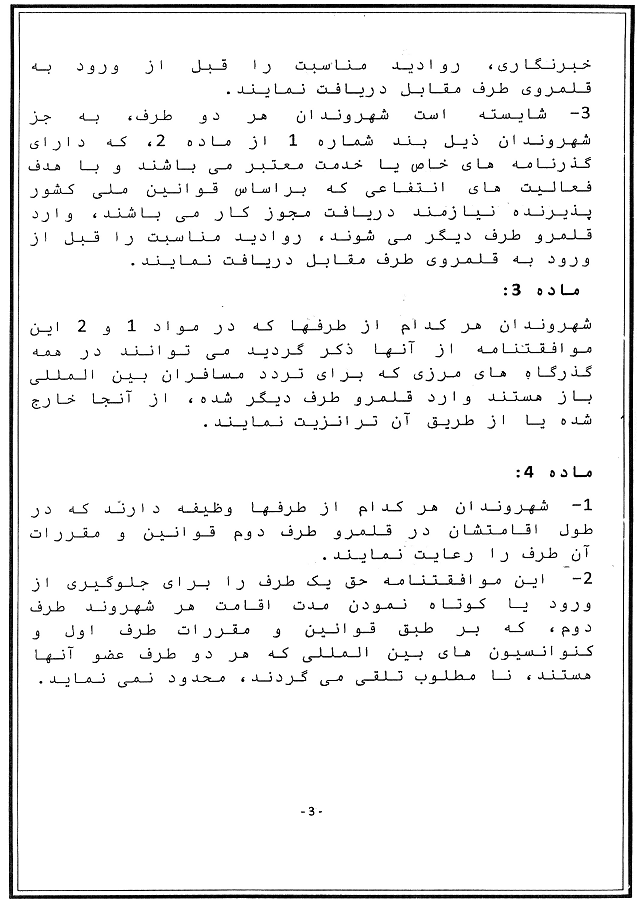 خبرنگاری، روادید مناسبت را قبل از ورود به
قلمروی طرف مقابل دریافت نمایند.
3- شایسته است شهروندان هر دو طرف، به جز
شهروندان ذیل بند شماره 1 از ماده 2، که دارای
گذرنامه های خاص یا خدمت معتبر می باشند و با هدف
فعالیت های انتفاعی که براساس قوانین ملی کشور
پذیرنده نیازمند دریافت مجوز کار می باشند، وارد
قلمرو طرف دیگر می شوند، روادید مناسبت را قبل از
ورود به قلمروی طرف مقابل دریافت نمایند.
ماده 3:
شهروندان هر کدام از طرفها که در مواد 1 و 2 این
موافقتنامه از آنها ذکر گردید می توانند در همه
گذرگاه های مرزی که برای تردد مسافران بین المللی
باز هستند وارد قلمرو طرف دیگر شده، از آنجا خارج
شده یا از طریق آن ترانزیت نمایند.
ماده 4:
1- شهروندان هر کدام از طرفها وظیفه دارند که در
طول اقامتشان در قلمرو طرف دوم قوانین و مقررات
آن طرف را رعایت نمایند.
2- این موافقتنامه حق یک طرف را برای جلوگیری از
ورود یا کوتاه نمودن مدت اقامت هر شهروند طرف
دوم، که بر طبق قوانین و مقررات طرف اول و
کنوانسیون های بین المللی که هر دو طرف عضو آنها
هستند، نا مطلوب تلقی می گردند، محدود نمی نماید.
-3-